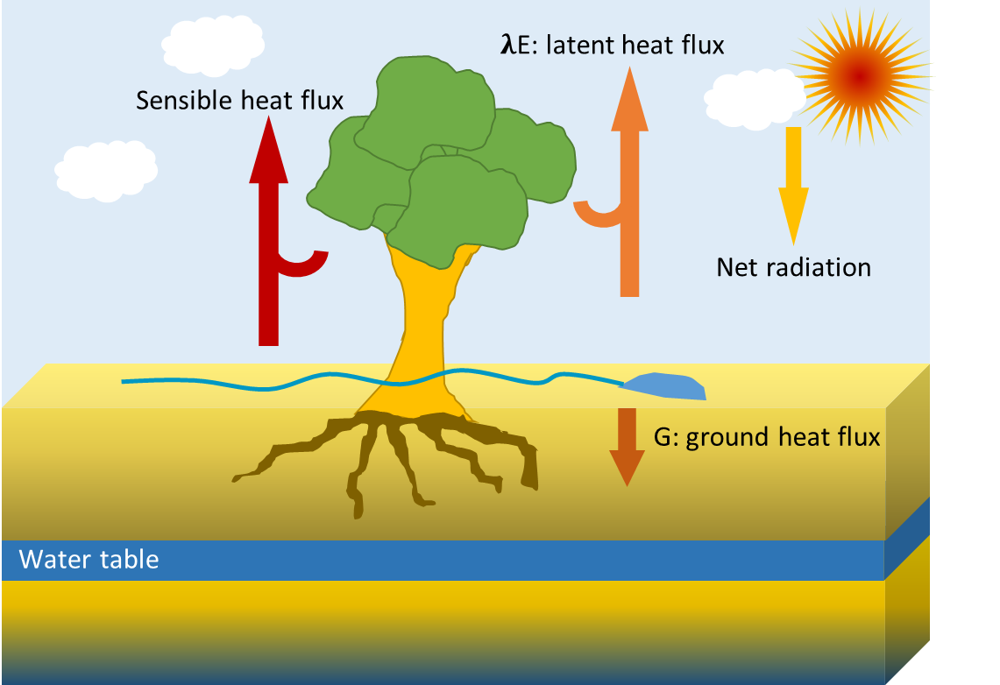 λE: latent heat flux
Sensible heat flux
Net radiation
G: ground heat flux
Water table